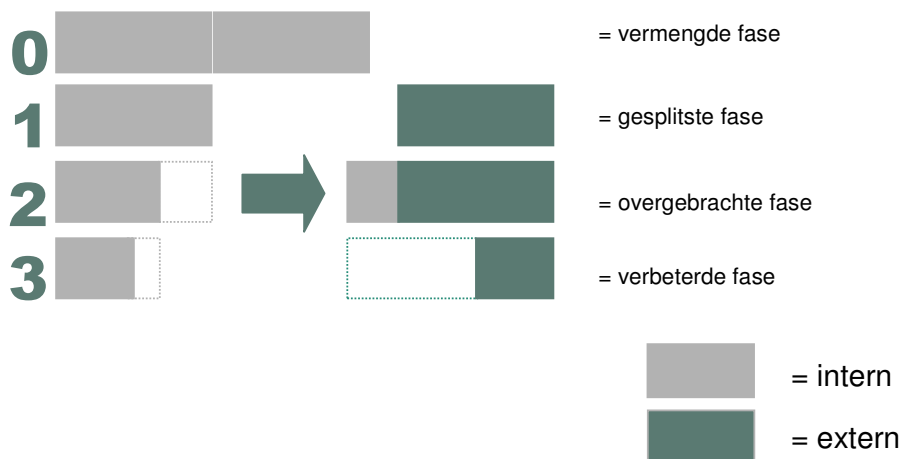 0 = vermengde fase
1 = gesplitste fase
2 = overgebrachte fase
3 = verbeterde fase
= intern
= extern